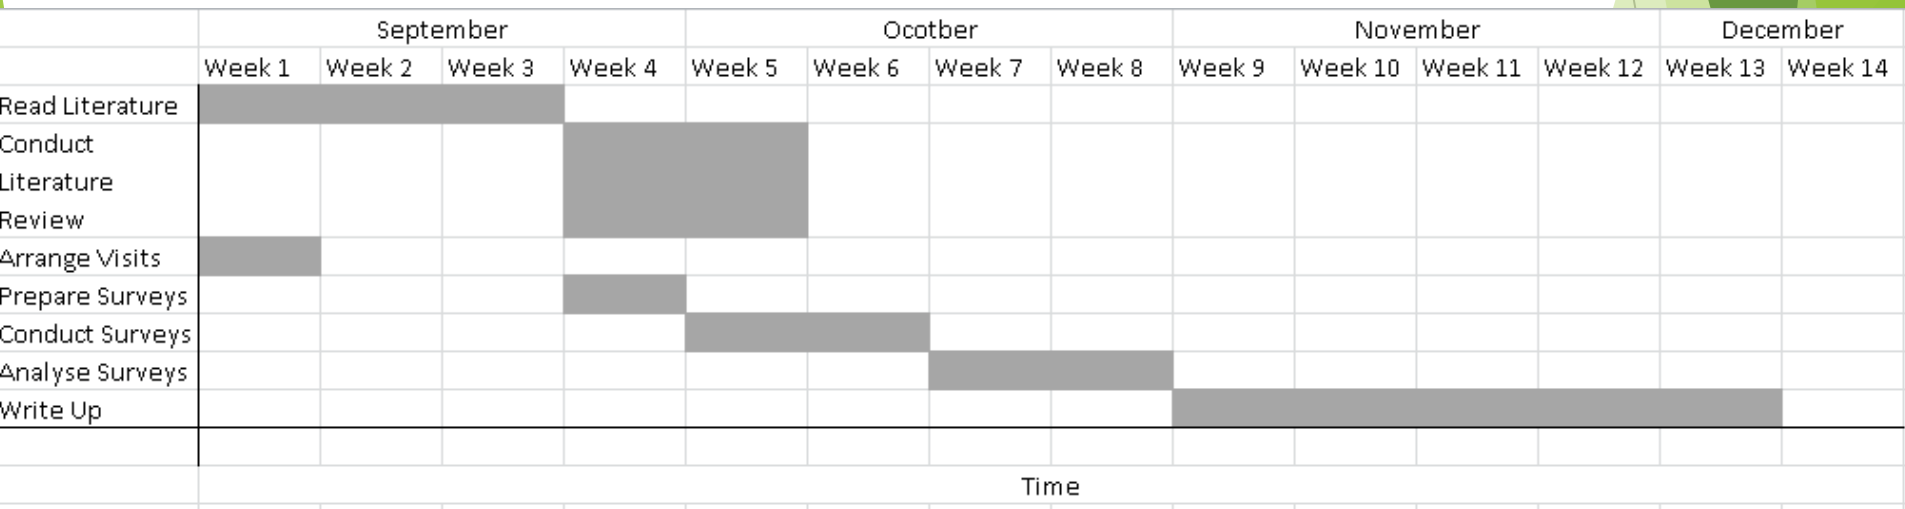 September Ocotber November December
Week 1 Week 2 Week 3 Week 4 Week 5 Week 6 Week 7 Week 8 Week 9 Week 10 Week 11 Week 12 Week 13 Week 14
Read Literature
Conduct
Literature
Review
Arrange Visits
Prepare Surveys
Conduct Surveys
Analyse Surveys
Write Up
Time